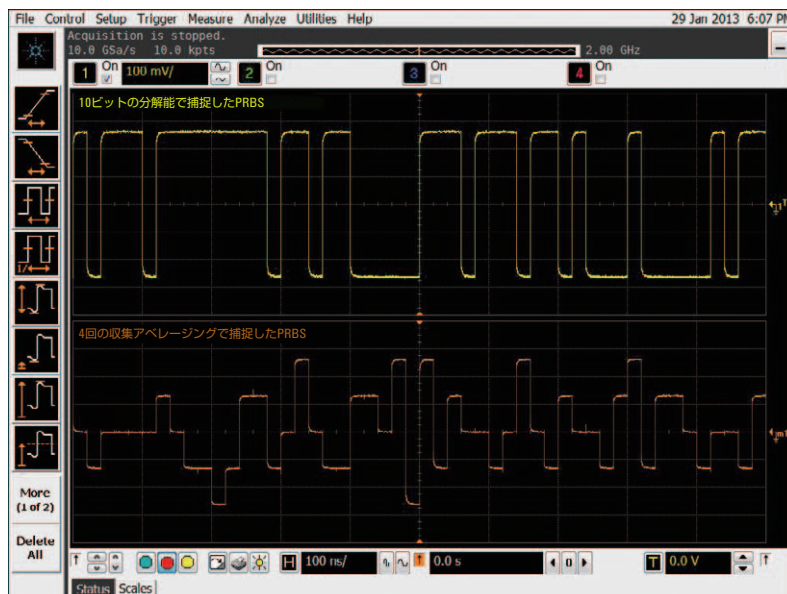 File Control Setup Trigger Measure Analyze Utilities Help 29 Jan 2013 6:07 PM
Acquisition is stopped.
10.0 GSa/s 10.0 kpts 2.00 GHz
1 On 100 mV/ 2 On 3 On 4 On
10ビットの分解能で捕捉したPRBS
4回の収集アベレージングで捕捉したPRBS
More
(1 of 2)
Delete
All
H 100 ns/ 0.0 s 0 T 0.0 V
Status Scales